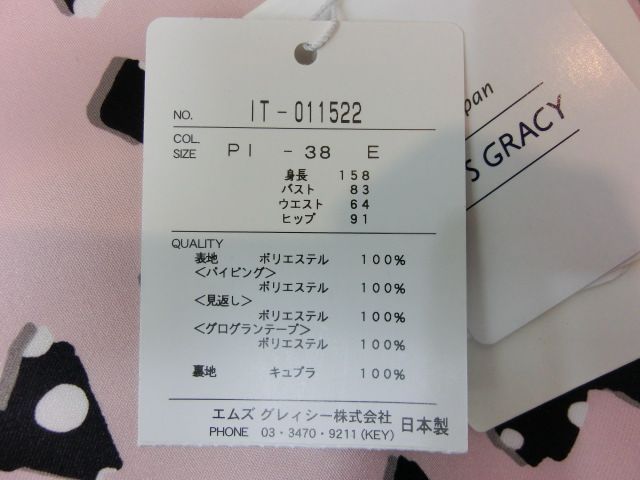 NO. IT-011522
COL.
SIZE PI -38 E
身長 158
バスト 83
ウエスト 64
ヒップ 91
QUALITY
表地 ポリエステル 100%
<パイピング>
ポリエステル 100%
<見返し>
ポリエステル 100%
<グログランテープ>
ポリエステル 100%
裏地 キュプラ 100%
エムズ グレィシー株式会社 日本製
PHONE 03・3470・9211(KEY)
pan
S GRACY